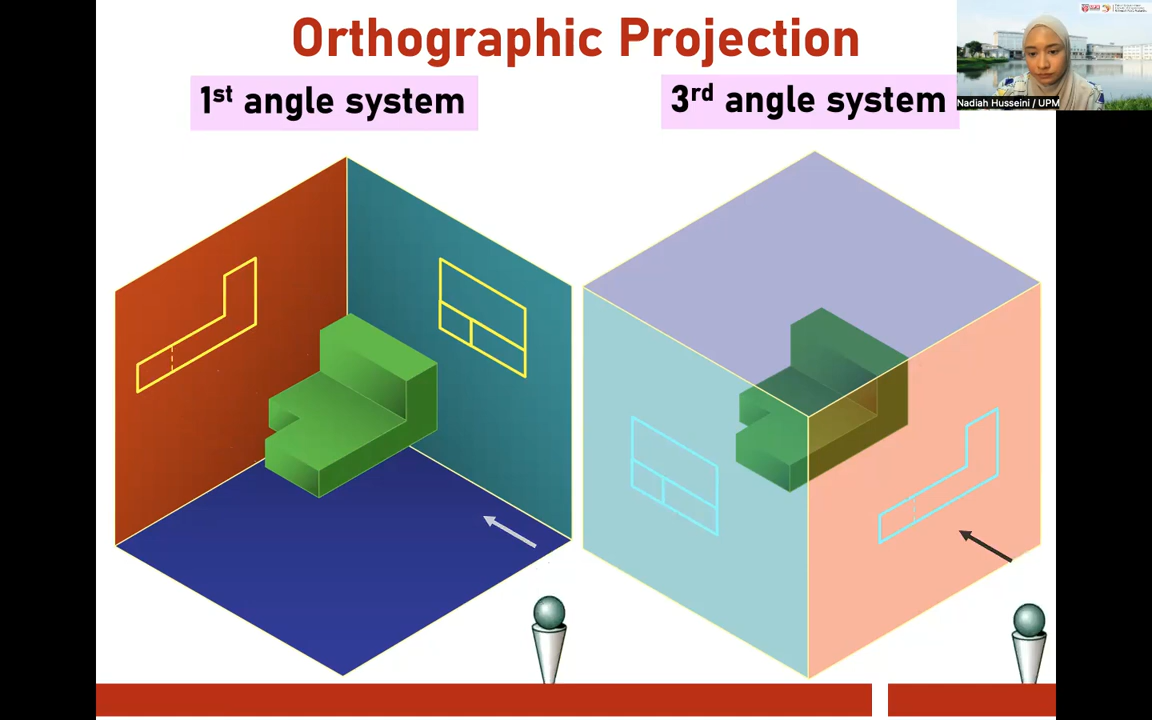 Orthographic Projection
1st angle system
3rd angle system
Nadiah Husseini / UPM